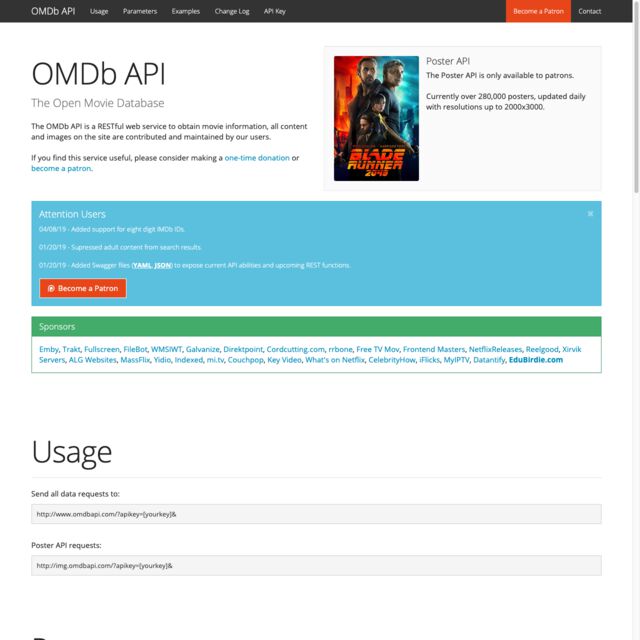 OMDb API Usage Parameters Examples Change Log API Key Become a Patron Contact
OMDb API
The Open Movie Database
The OMDb API is a RESTful web service to obtain movie information, all content
and images on the site are contributed and maintained by our users.
If you find this service useful, please consider making a one-time donation or
become a patron.
BLADE
RUNNER
2049
Poster API
The Poster API is only available to patrons.
Currently over 280,000 posters, updated daily
with resolutions up to 2000x3000.
Attention Users
04/08/19 - Added support for eight digit IMDb IDs.
01/20/19 - Supressed adult content from search results
01/20/19 - Added Swagger files (YAML, JSON) to expose current API abilities and upcoming REST functions.
Become a Patron
Sponsors
Emby, Trakt, Fullscreen, FileBot, WMSIWT, Galvanize, Direktpoint, Cordcutting.com, rrbone, Free TV Mov, Frontend Masters, NetflixReleases, Reelgood, Xirvik
Servers, ALG Websites, MassFlix, Yidio, Indexed, mi.tv, Couchpop, Key Video, What's on Netflix, CelebrityHow, iFlicks, MyIPTV, Datantify, EduBirdie.com
Usage
Send all data requests to:
http://www.omdbapi.com/?apikey=[yourkey]&
Poster API requests:
http://img.omdbapi.com/?apikey=[yourkey]&